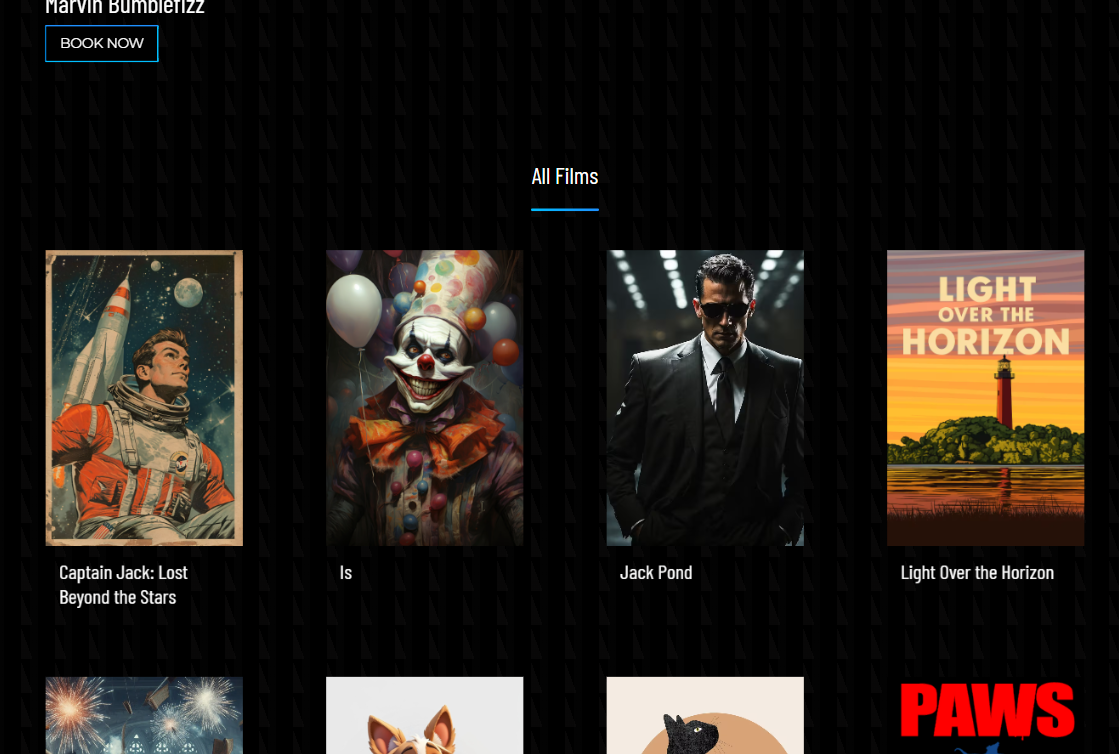 Marvin Bumblefizz
BOOK NOW
All Films
LIGHT
OVER THE
HORIZON
Captain Jack: Lost
Beyond the Stars
Is
Jack Pond
Light Over the Horizon
PAWS